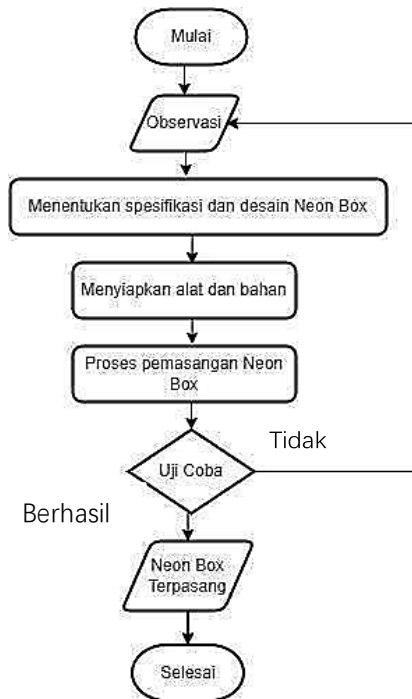 Mulai
Observasi
Menentukan spesifikasi dan desain Neon Box
Menyiapkan alat dan bahan
Proses pemasangan Neon
Box
Uji Coba
Tidak
Berhasil
Neon Box
Terpasang
Selesai